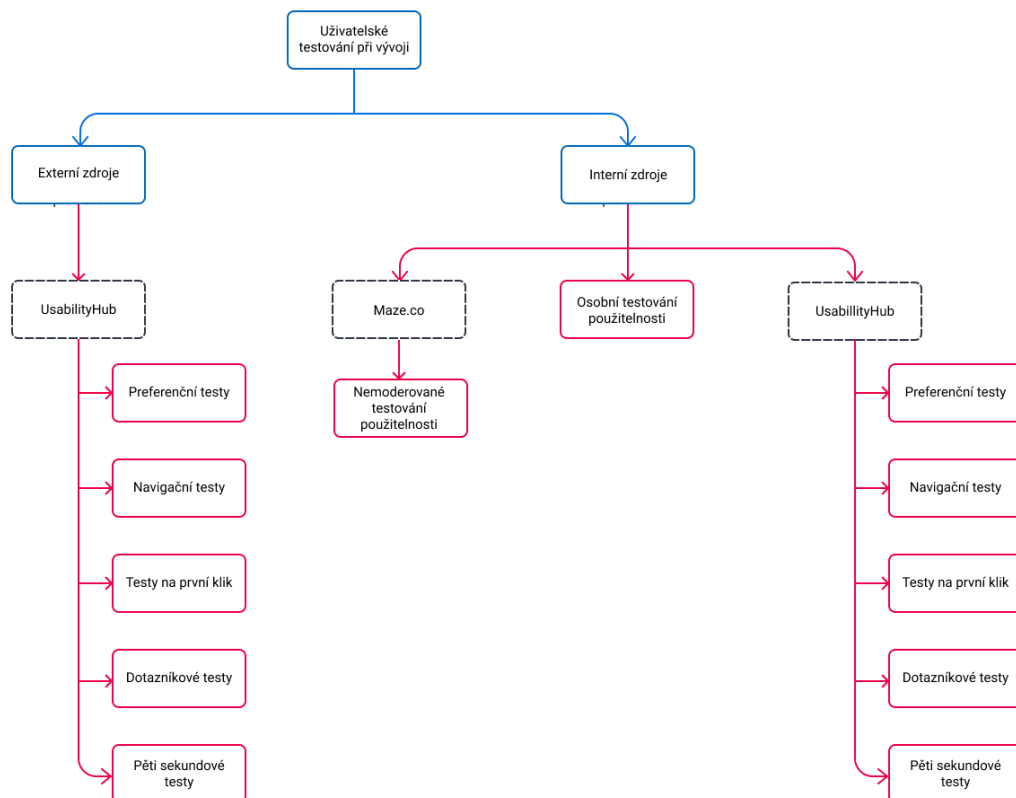 Uživatelské
testování při vývoji
Externí zdroje
Interní zdroje
UsabilityHub
Maze.co
Osobní testování
použitelnosti
UsabillityHub
Preferenční testy
Nemoderované
testování
použitelnosti
Preferenční testy
Navigační testy
Navigační testy
Testy na první klik
Testy na první klik
Dotazníkové testy
Dotazníkové testy
Pěti sekundové
testy
Pěti sekundové
testy